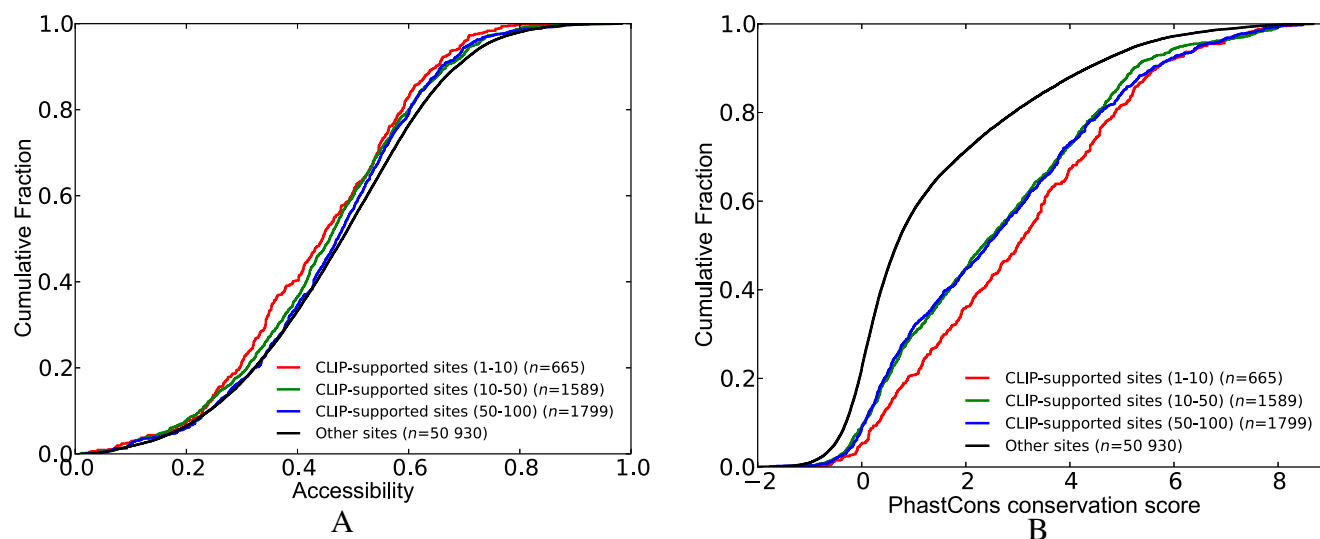 1.0
0.8
0.6
0.4
0.2
0.0
Cumulative Fraction
CLIP-supported sites (1-10) (n=665)
CLIP-supported sites (10-50) (n=1589)
CLIP-supported sites (50-100) (n=1799)
Other sites (n=50 930)
0.2 0.4 0.6 0.8 1.0
Accessibility
A
1.0
0.8
0.6
0.4
0.2
0.0
Cumulative Fraction
CLIP-supported sites (1-10) (n=665)
CLIP-supported sites (10-50) (n=1589)
CLIP-supported sites (50-100) (n=1799)
Other sites (n=50 930)
−2 0 2 4 6 8
PhastCons conservation score
B